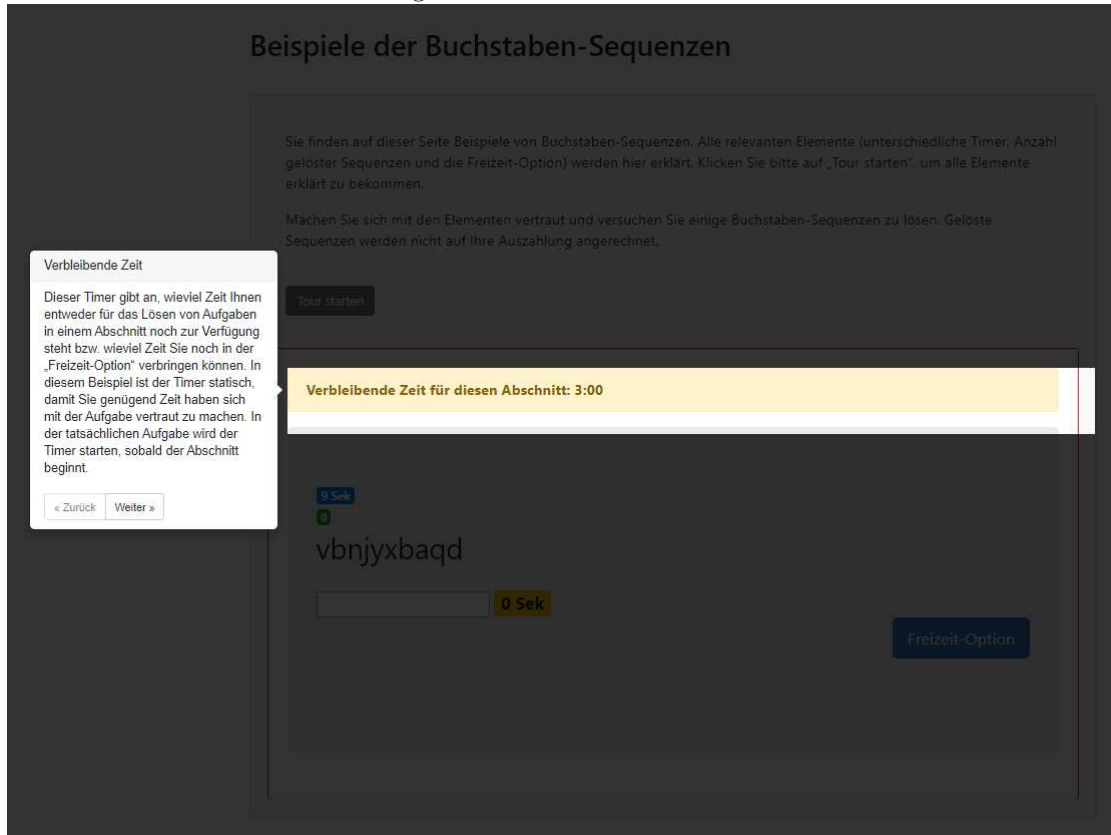 Beispiele der Buchstaben-Sequenzen
Sie finden auf dieser Seite Beispiele von Buchstaben-Sequenzen. Alle relevanten Elemente (unterschiedliche Timer, Anzahl
gelöster Sequenzen und die Freizeit-Option) werden hier erklärt. Klicken Sie bitte auf „Tour starten“, um alle Elemente
erklärt zu bekommen.
Machen Sie sich mit den Elementen vertraut und versuchen Sie einige Buchstaben-Sequenzen zu lösen. Gelöste
Sequenzen werden nicht auf Ihre Auszahlung angerechnet.
Tour starten
Verbleibende Zeit
Dieser Timer gibt an, wieviel Zeit Ihnen
entweder für das Lösen von Aufgaben
in einem Abschnitt noch zur Verfügung
steht bzw. wieviel Zeit Sie noch in der
„Freizeit-Option“ verbringen können. In
diesem Beispiel ist der Timer statisch,
damit Sie genügend Zeit haben sich
mit der Aufgabe vertraut zu machen. In
der tatsächlichen Aufgabe wird der
Timer starten, sobald der Abschnitt
beginnt.
« Zurück Weiter »
Verbleibende Zeit für diesen Abschnitt: 3:00
9 Sek
0
vbnjyxbaqd
0 Sek
Freizeit-Option